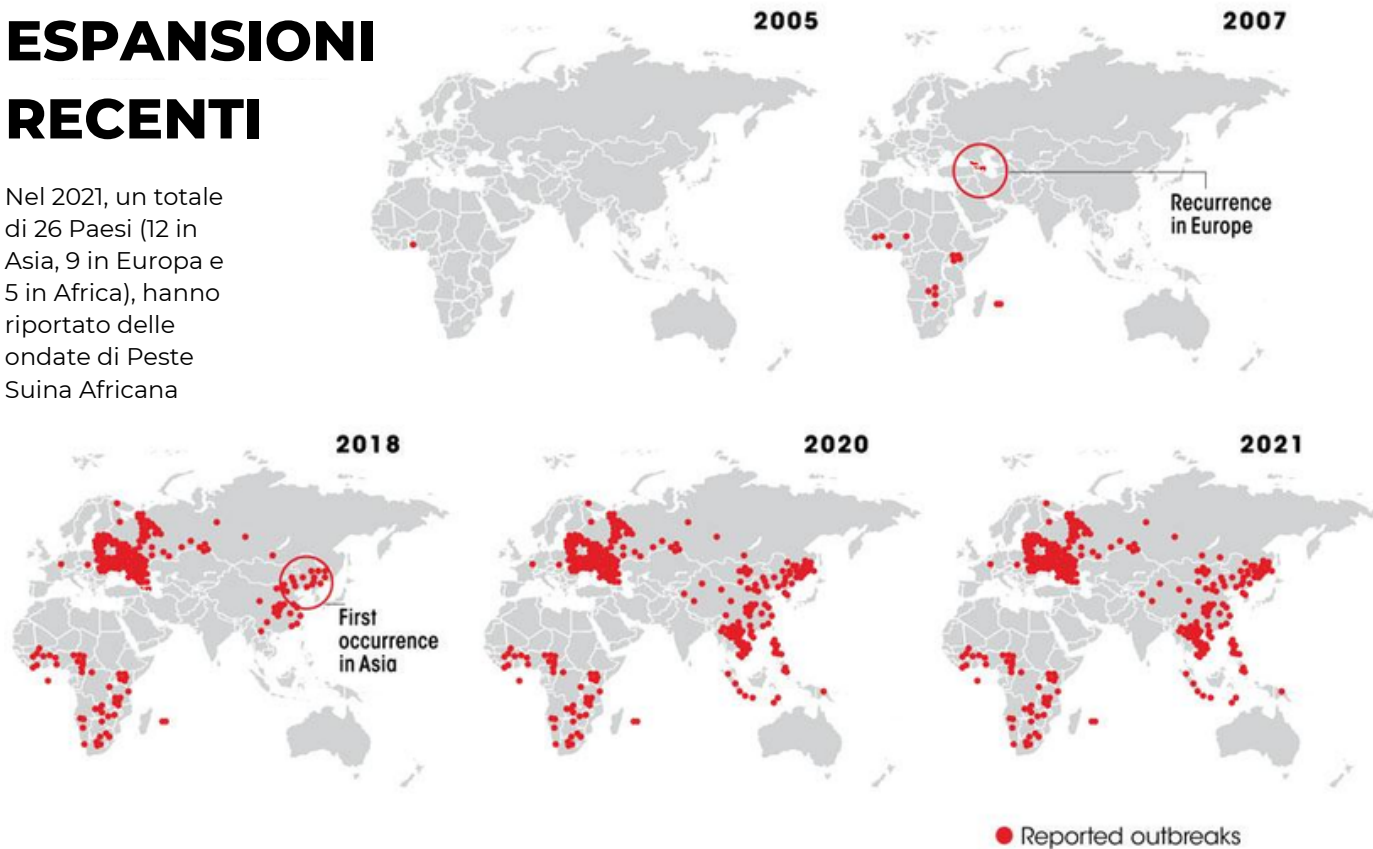 ESPANSIONI
RECENTI
Nel 2021, un totale
di 26 Paesi (12 in
Asia, 9 in Europa e
5 in Africa), hanno
riportato delle
ondate di Peste
Suina Africana
2005
2007
Recurrence
in Europe
2018
First
occurrence
in Asia
2020
2021
Reported outbreaks